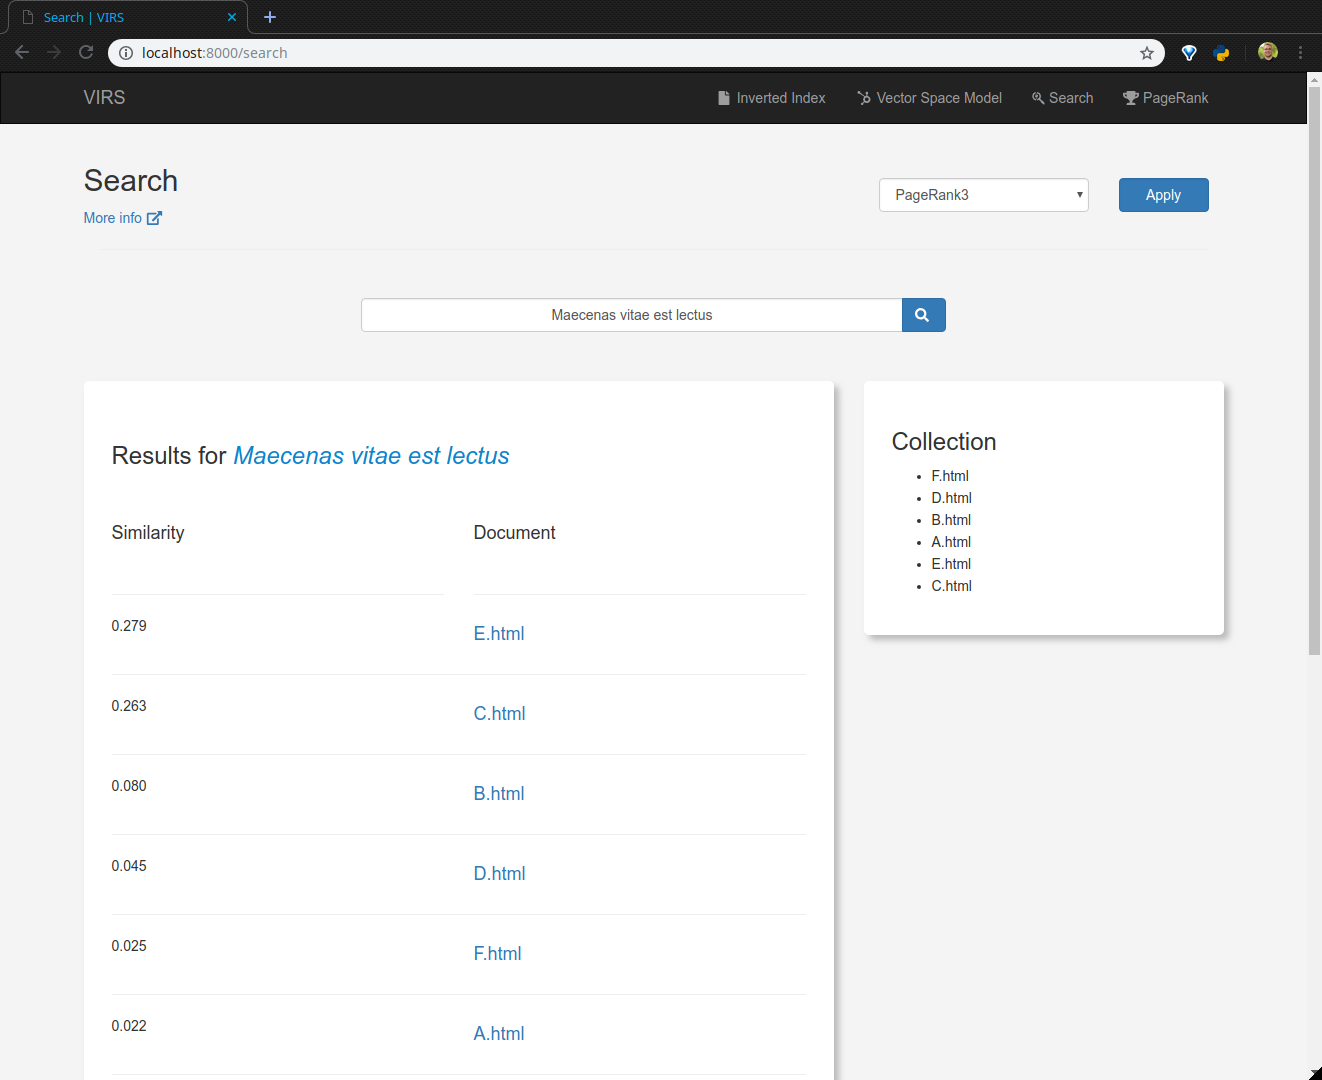 Search | VIRS
localhost:8000/search
VIRS
Inverted Index
Vector Space Model
Search
PageRank
Search
More info
PageRank3
Apply
Maecenas vitae est lectus
Results for Maecenas vitae est lectus
Similarity
Document
0.279
E.html
0.263
C.html
0.080
B.html
0.045
D.html
0.025
F.html
0.022
A.html
Collection
F.html
D.html
B.html
A.html
E.html
C.html